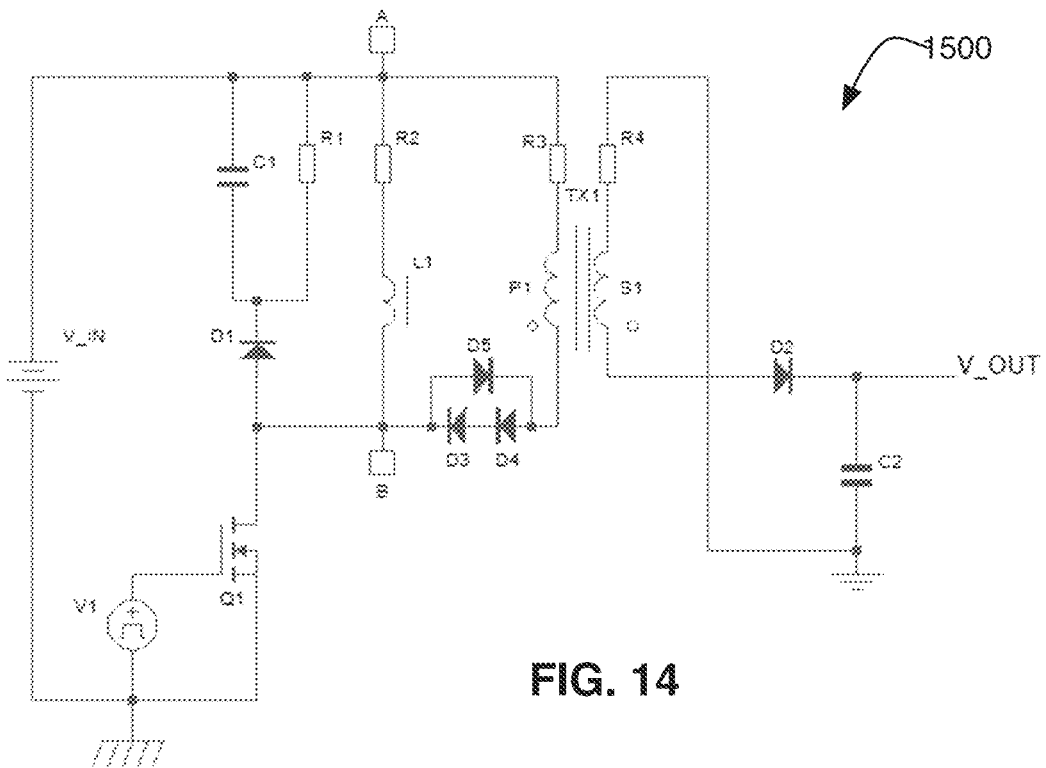 A
1500
R1
R2
R3
R4
C1
TX1
L1
P1
S1
V_IN
D1
D5
D2
V_OUT
D3
D4
C2
B
Q1
V1
FIG. 14